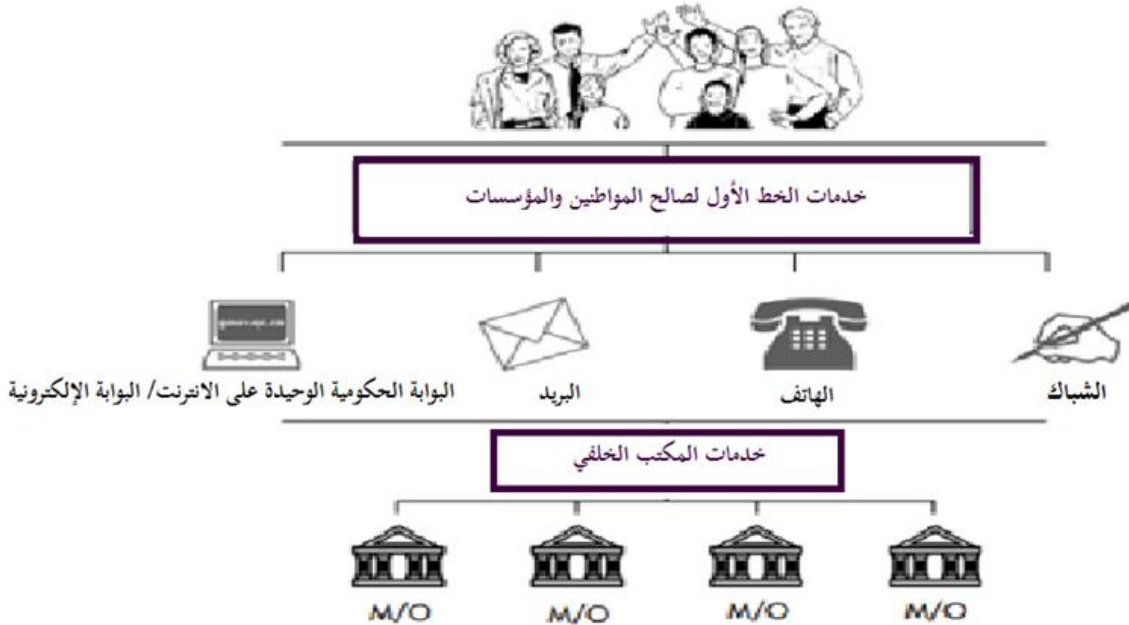 خدمات الخط الأول لصالح المواطنين والمؤسسات
الشباك
الهاتف
البريد
البوابة الحكومية الوحيدة على الانترنت/ البوابة الإلكترونية
خدمات المكتب الخلفي
M/O
M/O
M/O
M/O